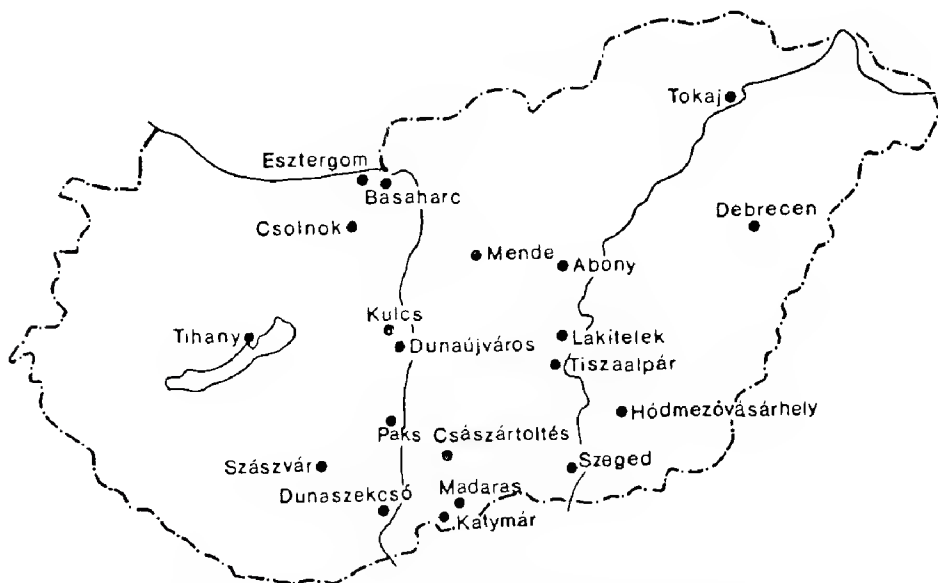 Tokaj
Esztergom
Basaharc
Debrecen
Csolnok
Mende
Abony
Kulcs
Tihany
Dunaújváros
Lakitelek
Tiszaalpár
Hódmezővásárhely
Paks
Császártoltés
Szászvár
Szeged
Madaras
Dunaszekcső
Katymár